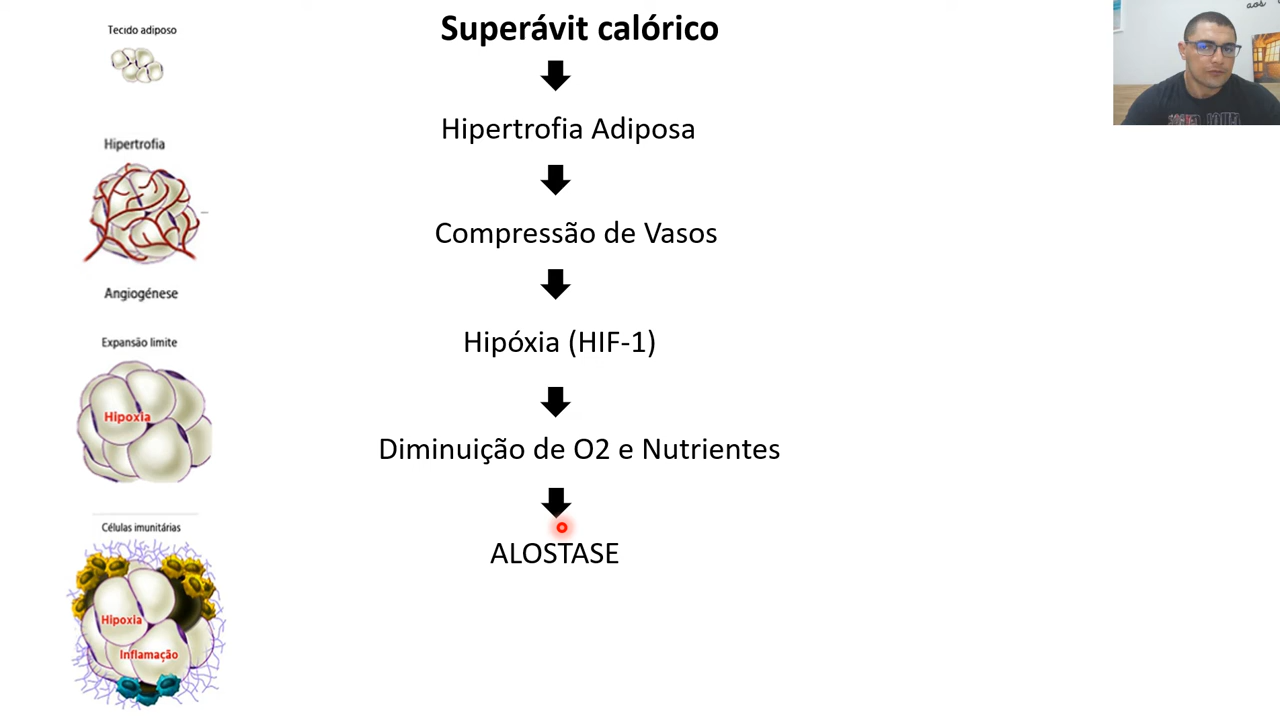 Tecido adiposo
Hipertrofia
Angiogénese
Expansão limite
Hipoxia
Células imunitárias
Hipoxia
Inflamação
Superávit calórico
Hipertrofia Adiposa
Compressão de Vasos
Hipóxia (HIF-1)
Diminuição de O2 e Nutrientes
ALOSTASE
aos